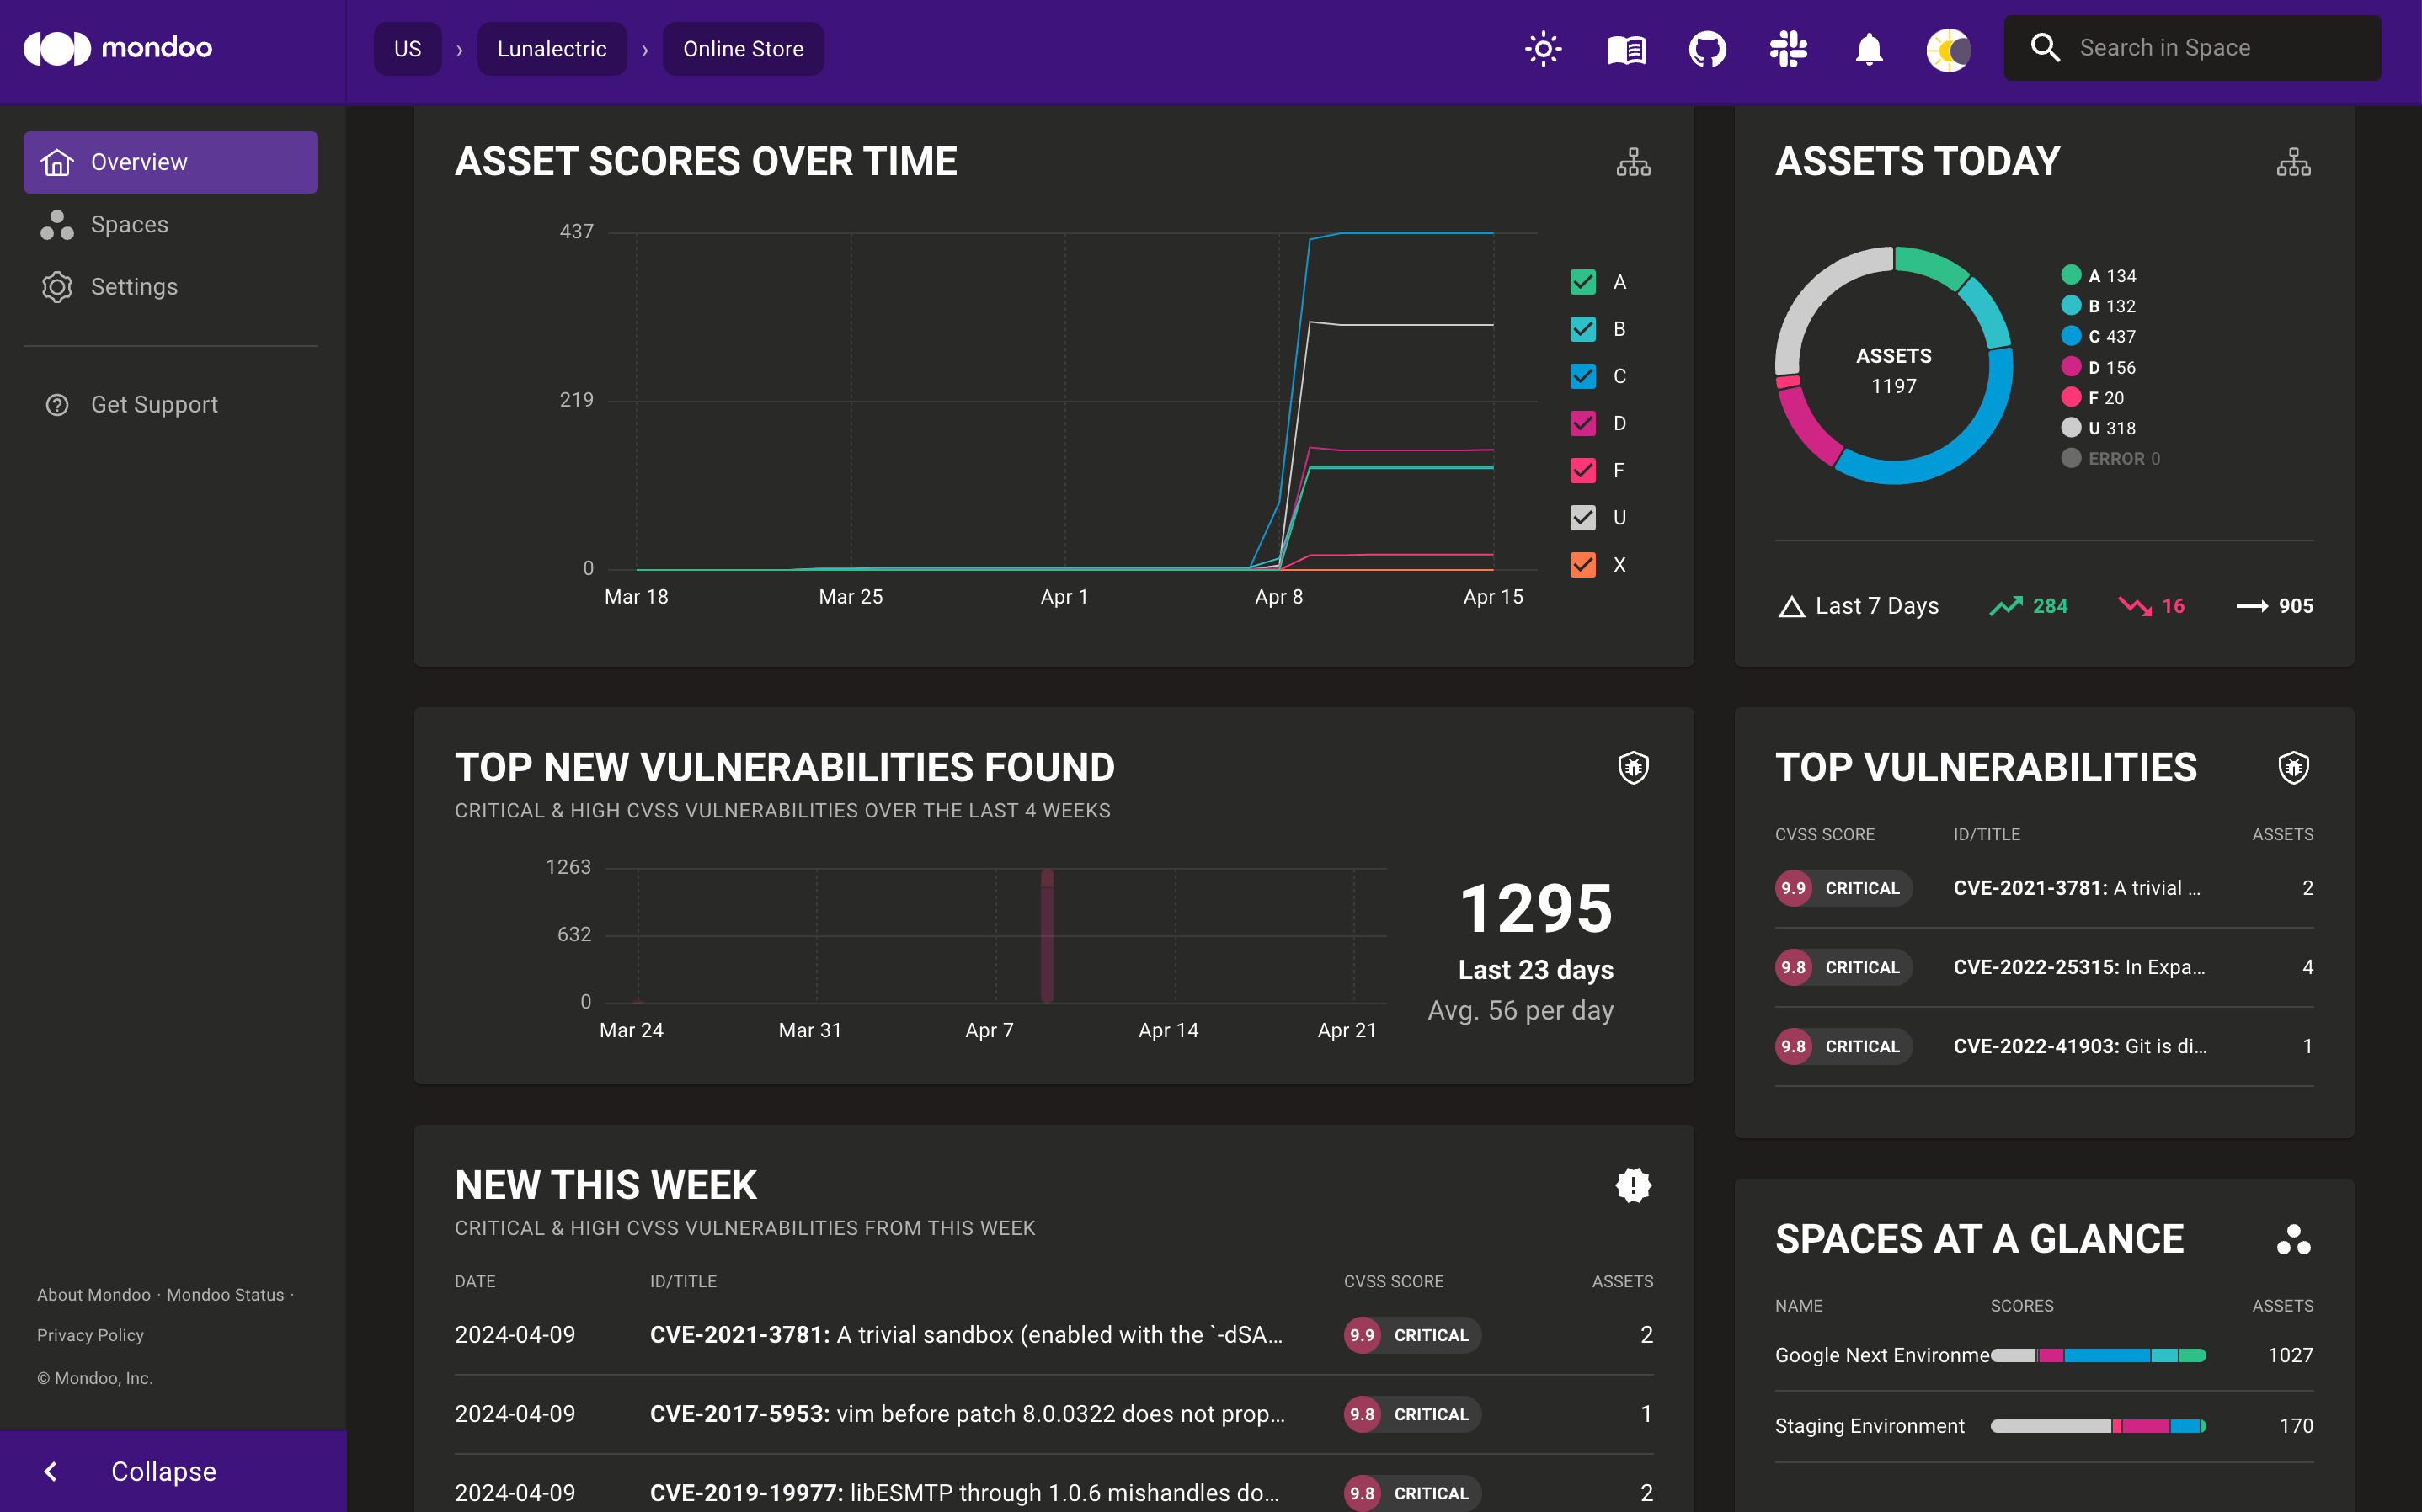 mondoo
US › Lunalectric › Online Store
Search in Space
Overview
Spaces
Settings
Get Support
About Mondoo · Mondoo Status ·
Privacy Policy
© Mondoo, Inc.
Collapse
ASSET SCORES OVER TIME
437
219
0
Mar 18 Mar 25 Apr 1 Apr 8 Apr 15
A
B
C
D
F
U
X
ASSETS TODAY
ASSETS
1197
A 134
B 132
C 437
D 156
F 20
U 318
ERROR 0
Last 7 Days 284 16 905
TOP NEW VULNERABILITIES FOUND
CRITICAL & HIGH CVSS VULNERABILITIES OVER THE LAST 4 WEEKS
1263
632
0
Mar 24 Mar 31 Apr 7 Apr 14 Apr 21
1295
Last 23 days
Avg. 56 per day
TOP VULNERABILITIES
CVSS SCORE ID/TITLE ASSETS
9.9 CRITICAL CVE-2021-3781: A trivial ... 2
9.8 CRITICAL CVE-2022-25315: In Expa... 4
9.8 CRITICAL CVE-2022-41903: Git is di... 1
NEW THIS WEEK
CRITICAL & HIGH CVSS VULNERABILITIES FROM THIS WEEK
DATE ID/TITLE CVSS SCORE ASSETS
2024-04-09 CVE-2021-3781: A trivial sandbox (enabled with the `-dSA... 9.9 CRITICAL 2
2024-04-09 CVE-2017-5953: vim before patch 8.0.0322 does not prop... 9.8 CRITICAL 1
2024-04-09 CVE-2019-19977: libESMTP through 1.0.6 mishandles do... 9.8 CRITICAL 2
SPACES AT A GLANCE
NAME SCORES ASSETS
Google Next Environme 1027
Staging Environment 170